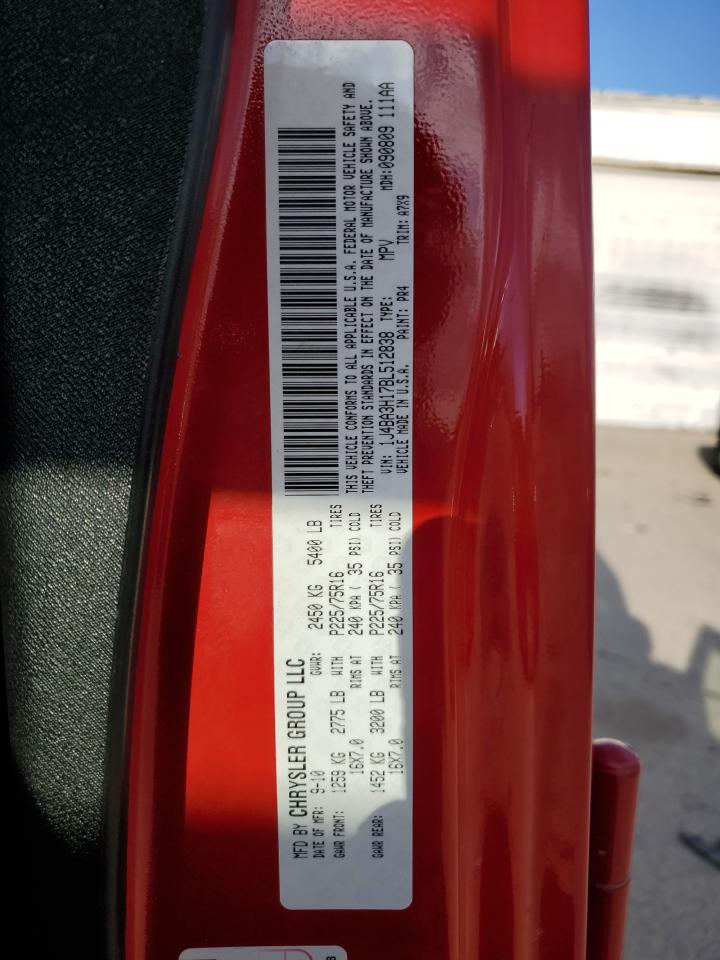 MFD BY CHRYSLER GROUP LLC
DATE OF MFR: 9-10 GVWR: 2450 KG 5400 LB
GAWR FRONT: 1259 KG 2775 LB WITH P225/75R16 TIRES
16X7.0 RIMS AT 240 KPA ( 35 PSI) COLD
GAWR REAR: 1452 KG 3200 LB WITH P225/75R16 TIRES
16X7.0 RIMS AT 240 KPA ( 35 PSI) COLD
THIS VEHICLE CONFORMS TO ALL APPLICABLE U.S.A. FEDERAL MOTOR VEHICLE SAFETY AND
THEFT PREVENTION STANDARDS IN EFFECT ON THE DATE OF MANUFACTURE SHOWN ABOVE.
VIN: 1J4BA3H17BL512838 TYPE: MPV MDH:090809 111AA
VEHICLE MADE IN U.S.A. PAINT: PR4 TRIM: A7X9